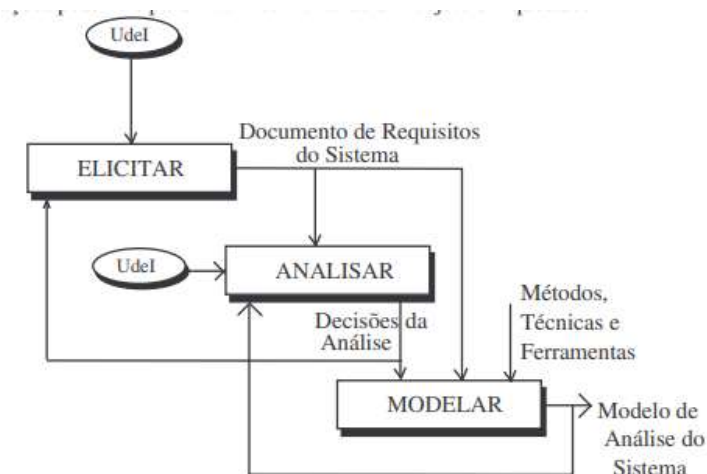 UdeI
ELICITAR
Documento de Requisitos
do Sistema
UdeI
ANALISAR
Decisões da
Análise
Métodos,
Técnicas e
Ferramentas
MODELAR
Modelo de
Análise do
Sistema